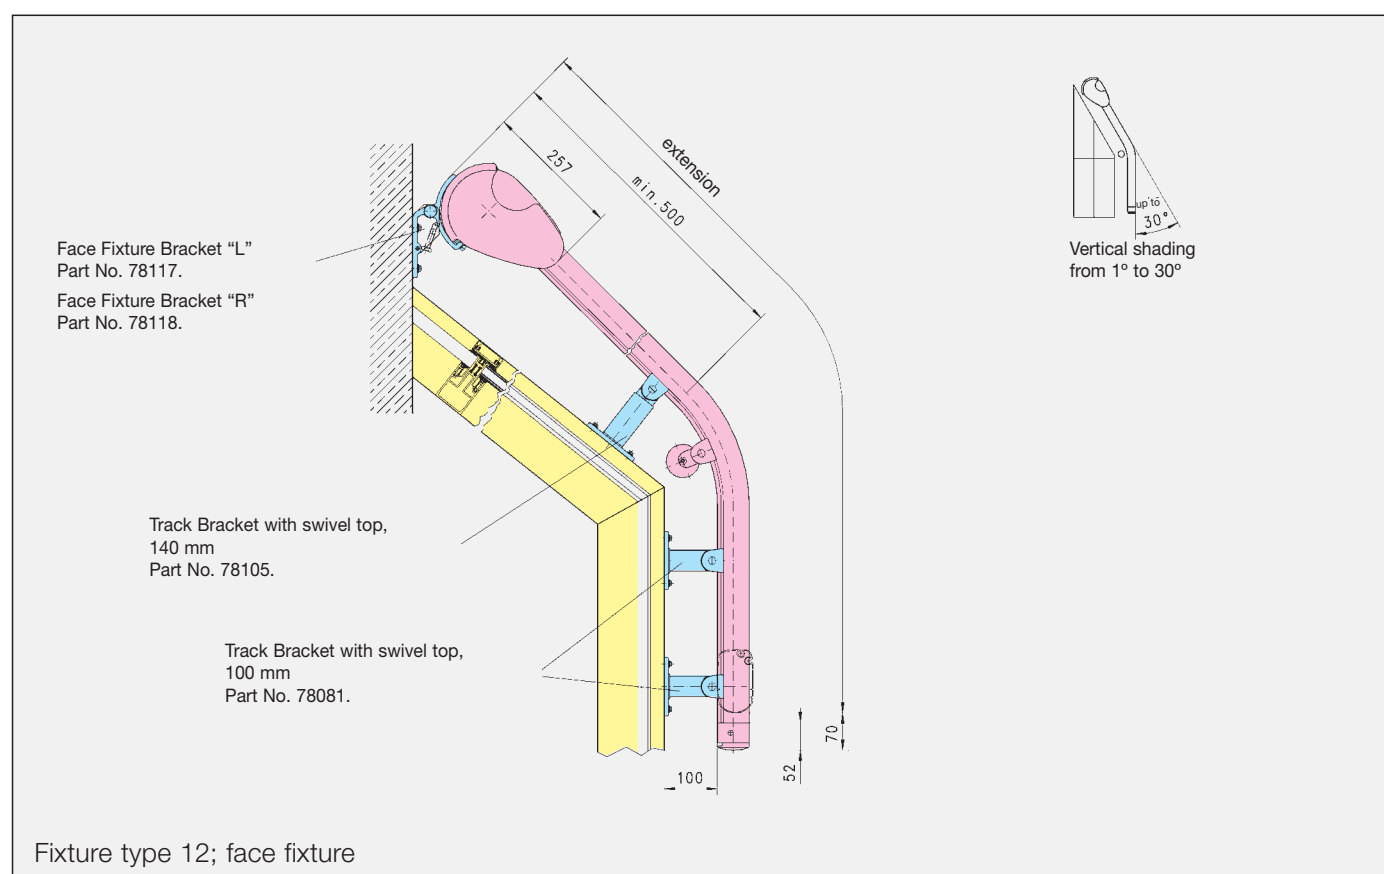 Face Fixture Bracket “L”
Part No. 78117.
Face Fixture Bracket “R”
Part No. 78118.
257
min.500
extension
up to
30°
Vertical shading
from 1º to 30º
Track Bracket with swivel top,
140 mm
Part No. 78105.
Track Bracket with swivel top,
100 mm
Part No. 78081.
100
52
70
Fixture type 12; face fixture